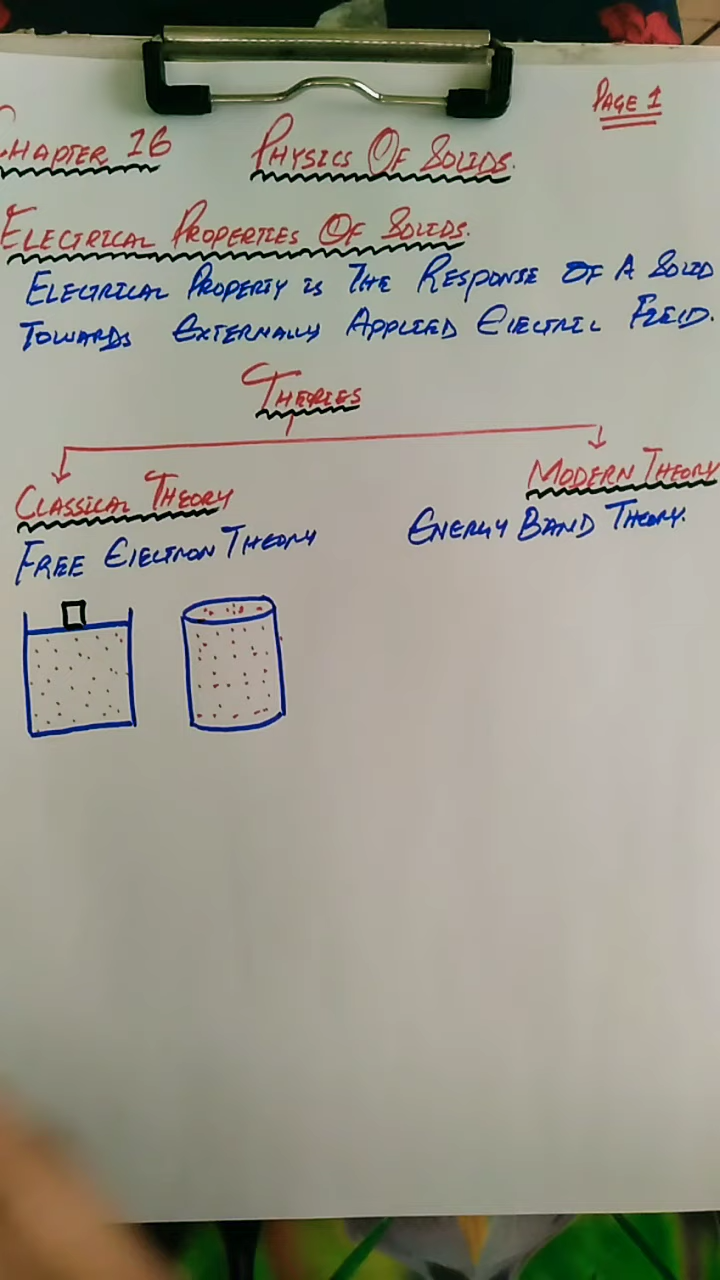 PAGE 1
CHAPTER 16 PHYSICS OF SOLIDS.
ELECTRICAL PROPERTIES OF SOLIDS.
ELECTRICAL PROPERTY IS THE RESPONSE OF A SOLID
TOWARDS EXTERNALLY APPLIED ELECTRIC FIELD.
THEORIES
CLASSICAL THEORY MODERN THEORY
FREE ELECTRON THEORY ENERGY BAND THEORY.